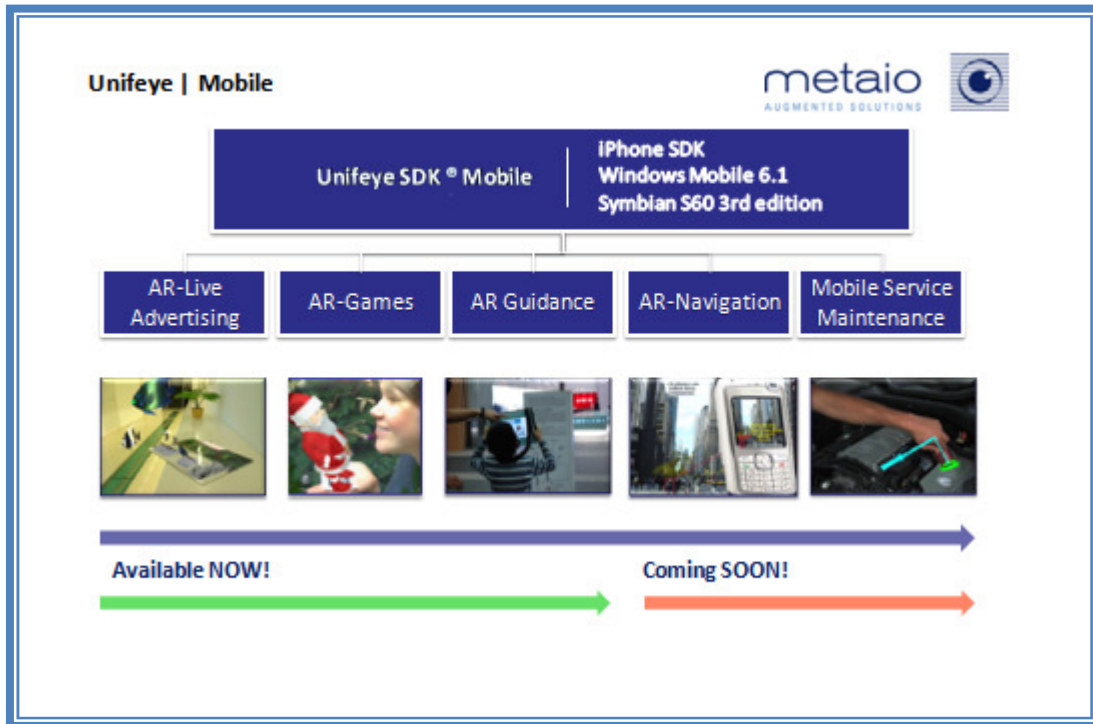 Unifeye | Mobile
metaio
AUGMENTED SOLUTIONS
Unifeye SDK ® Mobile
iPhone SDK
Windows Mobile 6.1
Symbian S60 3rd edition
AR-Live
Advertising
AR-Games
AR Guidance
AR-Navigation
Mobile Service
Maintenance
Available NOW!
Coming SOON!